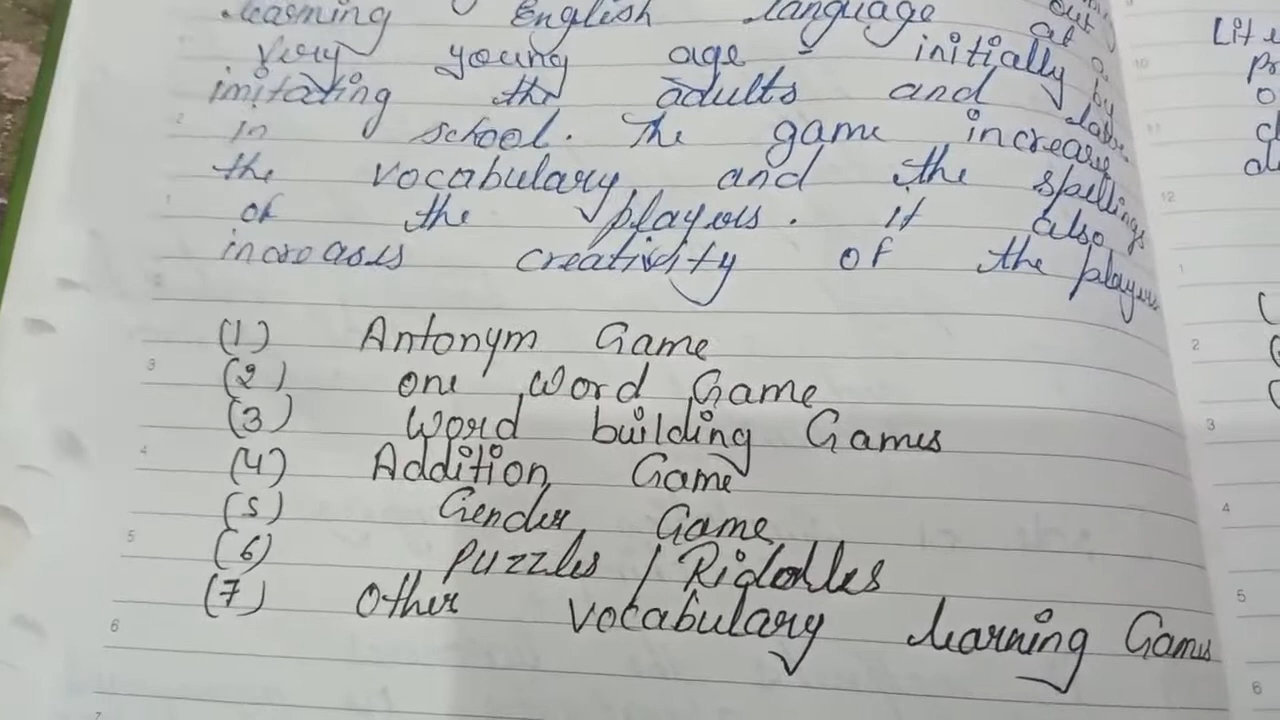 learning English language out at a
very young age initially by
imitating the adults and later
in school. The game increases
the vocabulary and the spellings
of the players. it also
increases creativity of the players
(1) Antonym Game
(2) one word Game
(3) Word building Games
(4) Addition Game
(5) Gender Game
(6) Puzzles / Riddles
(7) Other vocabulary learning Games